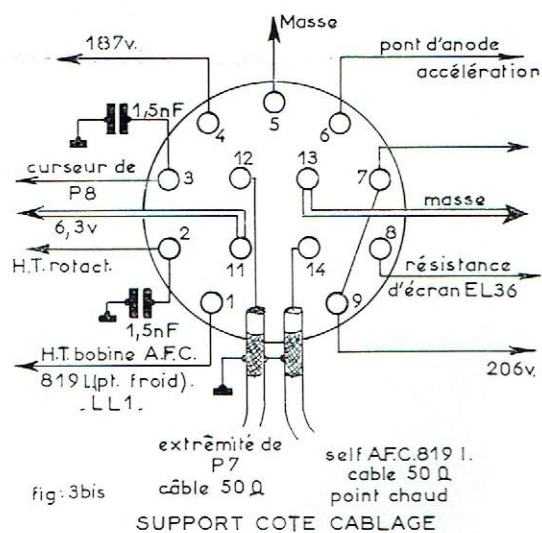 Masse
187v.
pont d'anode
accélération
1,5nF
4
5
6
curseur de
P8
3
12
13
7
masse
6,3v
2
11
14
8
H.T. rotact.
résistance
d'écran EL36
1,5nF
1
9
H.T. bobine A.F.C.
819 L(pt. froid).
LL1.
206v.
extrêmité de
P7
câble 50 Ω
self A.F.C. 819 l.
cable 50 Ω
point chaud
fig: 3bis
SUPPORT COTE CABLAGE